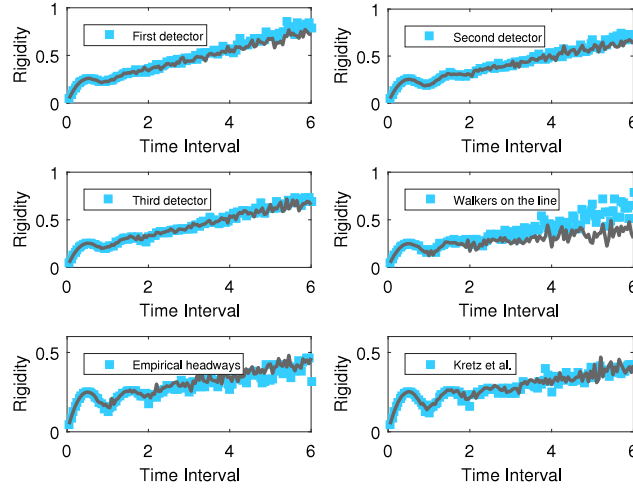 1
0.5
0
Rigidity
First detector
0 2 4 6
Time Interval
1
0.5
0
Rigidity
Second detector
0 2 4 6
Time Interval
1
0.5
0
Rigidity
Third detector
0 2 4 6
Time Interval
1
0.5
0
Rigidity
Walkers on the line
0 2 4 6
Time Interval
0.5
0
Rigidity
Empirical headways
0 2 4 6
Time Interval
0.5
0
Rigidity
Kretz et al.
0 2 4 6
Time Interval